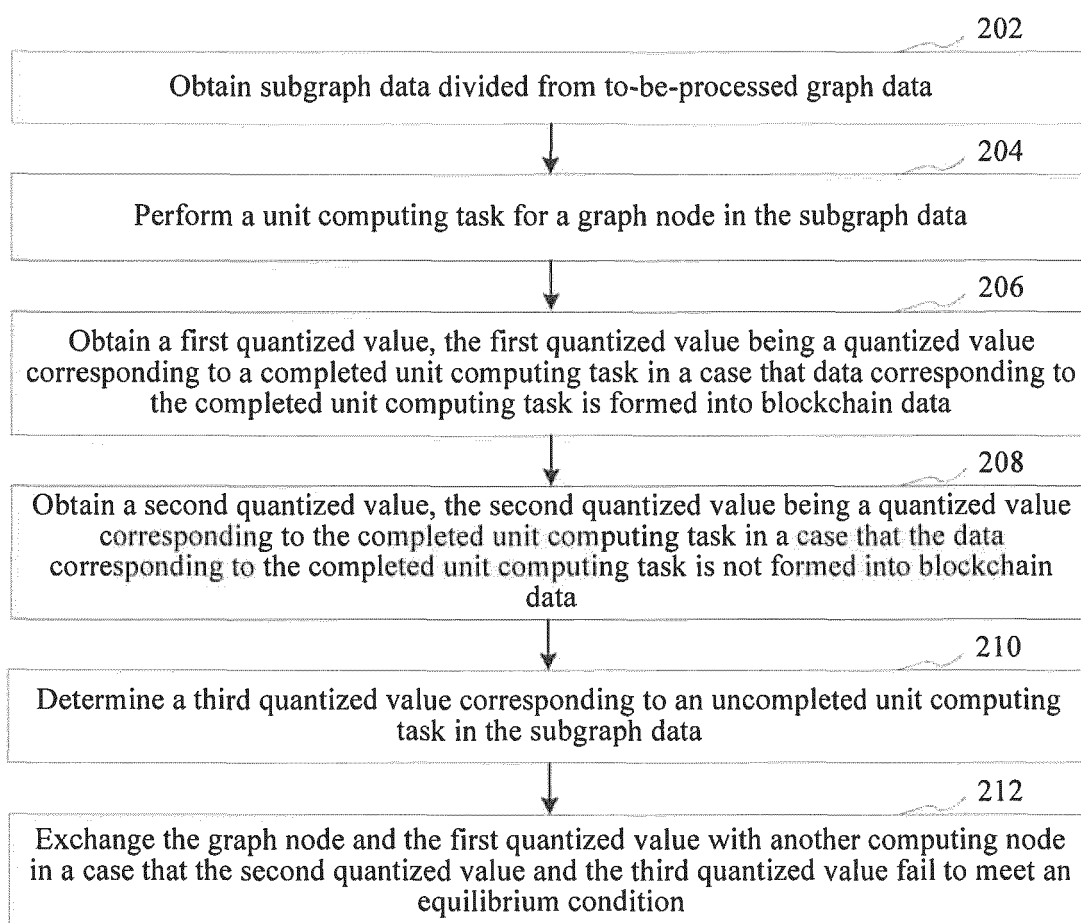 202
Obtain subgraph data divided from to-be-processed graph data
204
Perform a unit computing task for a graph node in the subgraph data
206
Obtain a first quantized value, the first quantized value being a quantized value
corresponding to a completed unit computing task in a case that data corresponding to
the completed unit computing task is formed into blockchain data
208
Obtain a second quantized value, the second quantized value being a quantized value
corresponding to the completed unit computing task in a case that the data
corresponding to the completed unit computing task is not formed into blockchain
data
210
Determine a third quantized value corresponding to an uncompleted unit computing
task in the subgraph data
212
Exchange the graph node and the first quantized value with another computing node
in a case that the second quantized value and the third quantized value fail to meet an
equilibrium condition